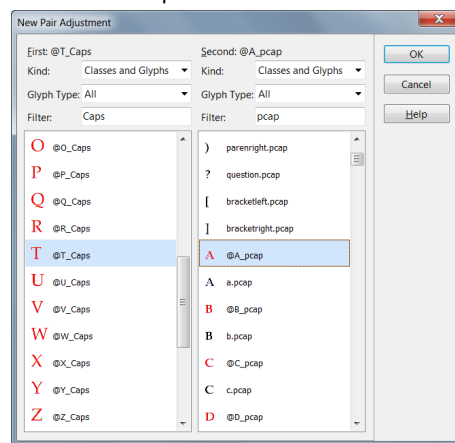 New Pair Adjustment
First: @T_Caps
Kind: Classes and Glyphs
Glyph Type: All
Filter: Caps
O @O_Caps
P @P_Caps
Q @Q_Caps
R @R_Caps
T @T_Caps
U @U_Caps
V @V_Caps
W @W_Caps
X @X_Caps
Y @Y_Caps
Z @Z_Caps
Second: @A_pcap
Kind: Classes and Glyphs
Glyph Type: All
Filter: pcap
) parenright.pcap
? question.pcap
[ bracketleft.pcap
] bracketright.pcap
A @A_pcap
A a.pcap
B @B_pcap
B b.pcap
C @C_pcap
C c.pcap
D @D_pcap
OK
Cancel
Help